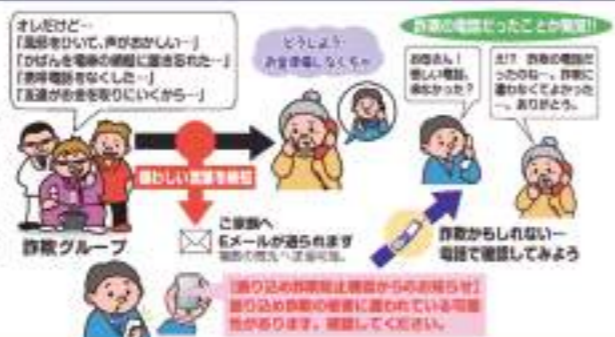 オレだけど…
「風邪をひいて、声がおかしい…」
「かばんを電車の網棚に置き忘れた…」
「携帯電話をなくした…」
「友達がお金を取りにいくから…」
どうしよう…
お金準備しなくちゃ
詐欺の電話だったことが発覚!!
お母さん！
怪しい電話、
来なかった？
え!? 詐欺の電話だ
ったのね…。詐欺に
遭わなくてよかった
…。ありがとう。
疑わしい言葉を検知
詐欺グループ
ご家族へ
Eメールが送られます
詐欺かもしれない…
電話で確認してみよう
【振り込め詐欺防止機器からのお知らせ】
振り込め詐欺の被害に遭われている可能
性があります。確認してください。